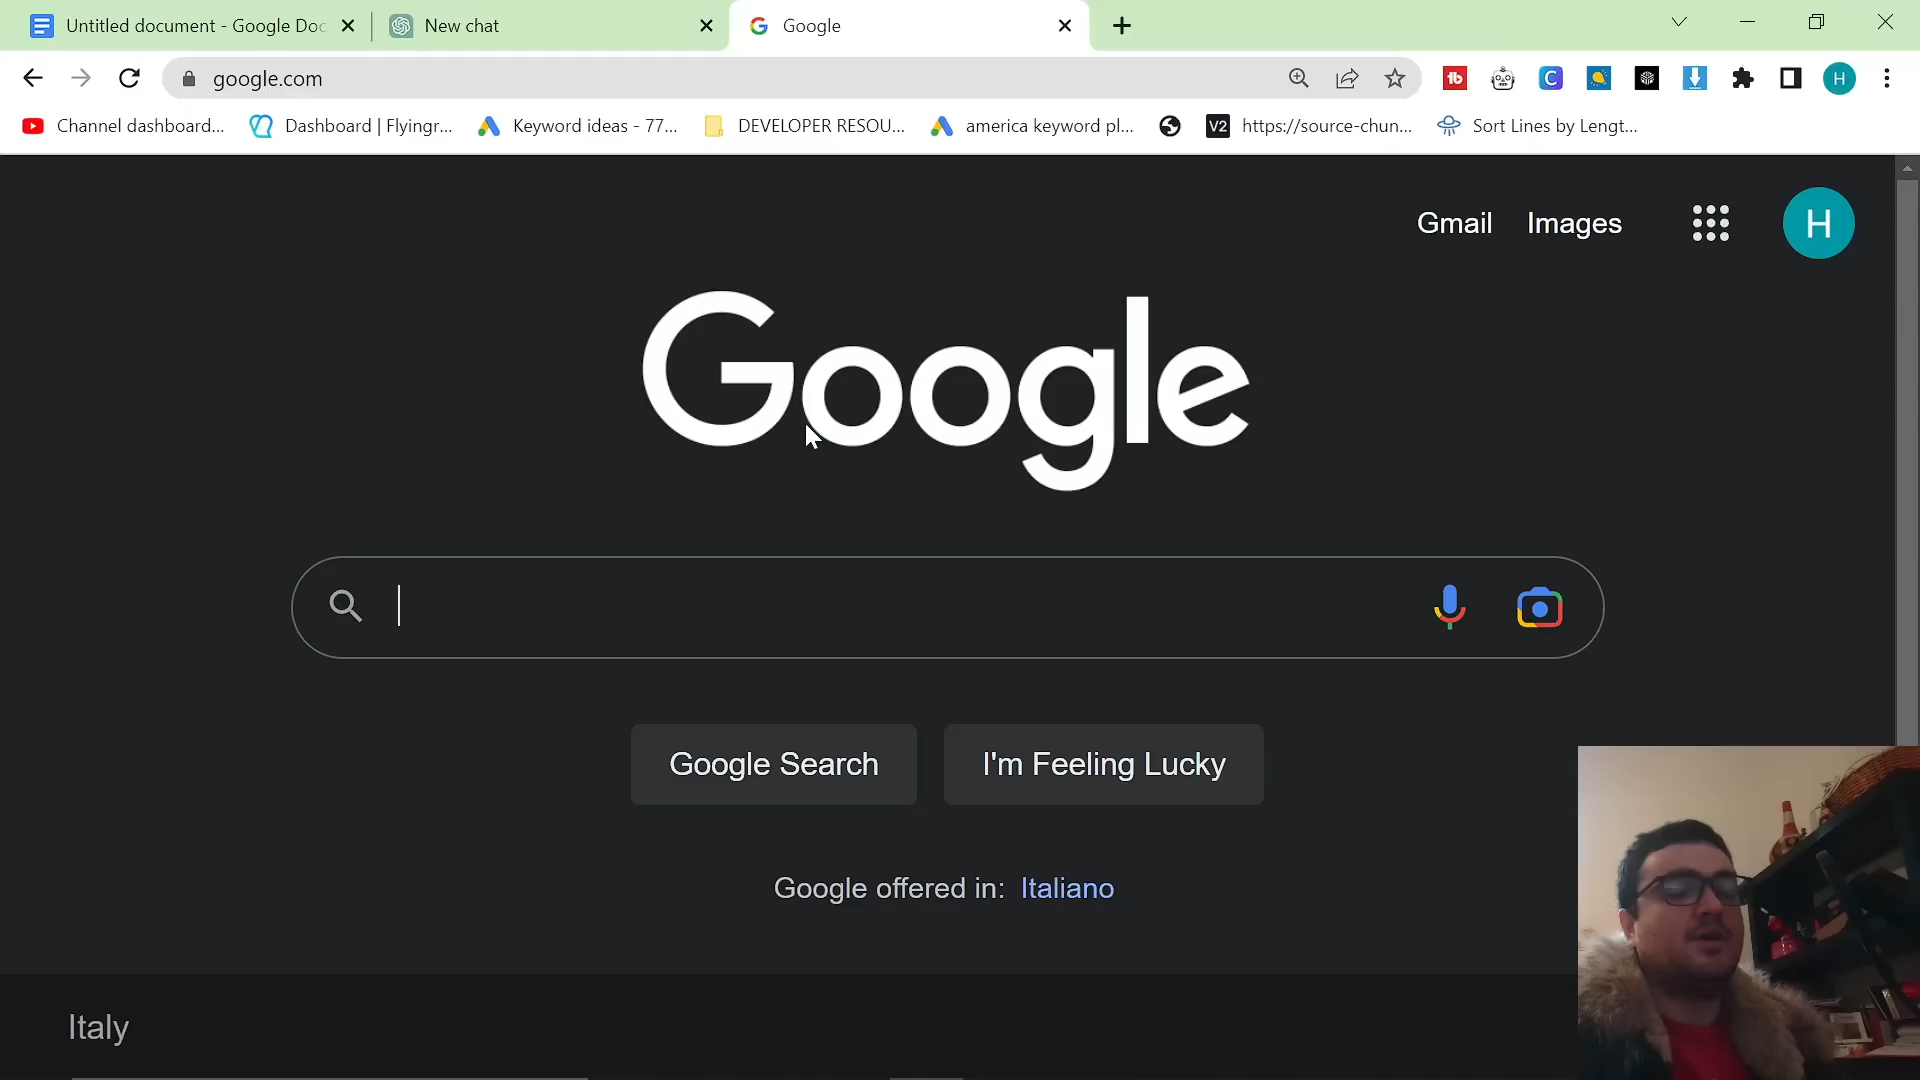 Untitled document - Google Doc
New chat
Google
google.com
H
Channel dashboard...
Dashboard | Flyingr...
Keyword ideas - 77...
DEVELOPER RESOU...
america keyword pl...
V2
https://source-chun...
Sort Lines by Lengt...
Gmail Images
H
Google
Google Search
I'm Feeling Lucky
Google offered in: Italiano
Italy